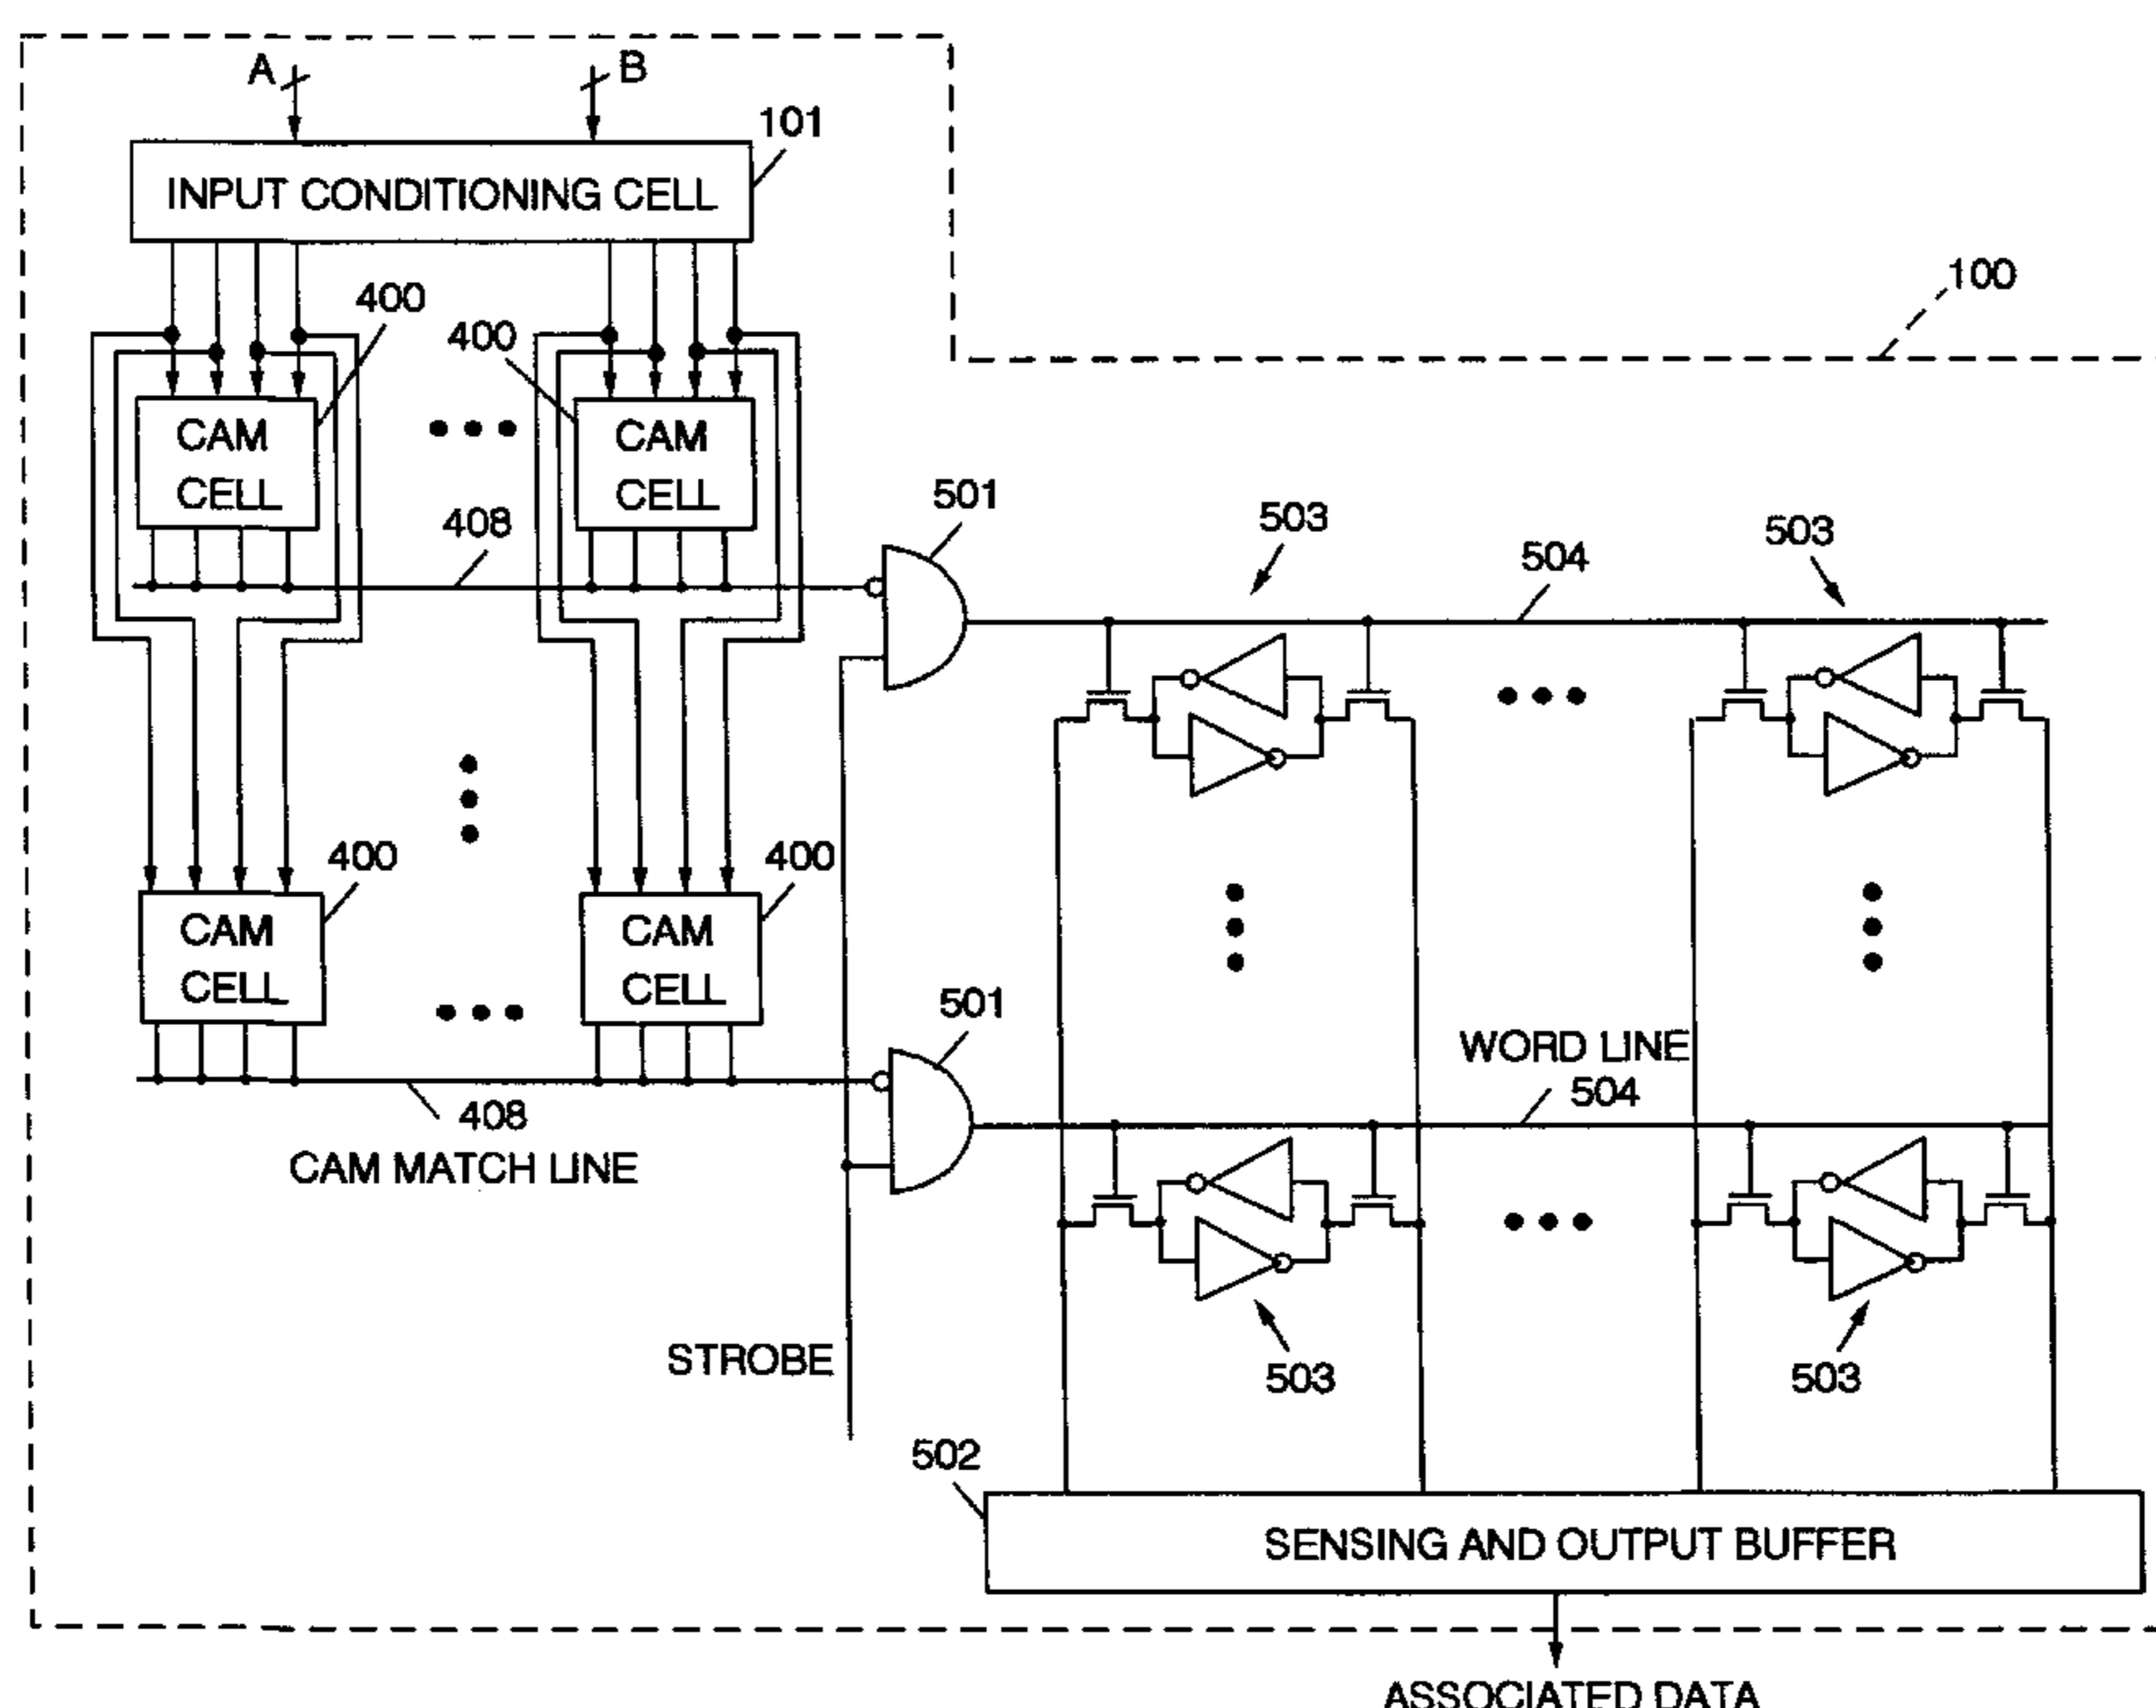 A
B
101
INPUT CONDITIONING CELL
100
400
400
CAM
CELL
CAM
CELL
408
501
503
504
503
400
400
CAM
CELL
CAM
CELL
501
WORD LINE
504
408
CAM MATCH LINE
STROBE
503
503
502
SENSING AND OUTPUT BUFFER
ASSOCIATED DATA